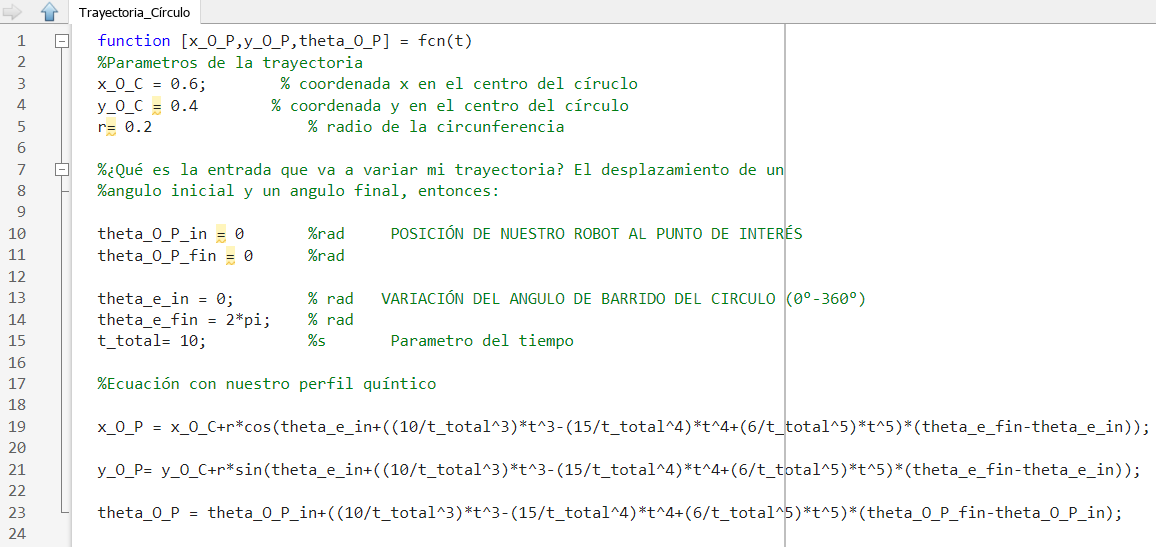 Trayectoria_Círculo
1 function [x_O_P,y_O_P,theta_O_P] = fcn(t)
2 %Parametros de la trayectoria
3 x_O_C = 0.6; % coordenada x en el centro del círuclo
4 y_O_C = 0.4 % coordenada y en el centro del círculo
5 r= 0.2 % radio de la circunferencia
6
7 %¿Qué es la entrada que va a variar mi trayectoria? El desplazamiento de un
8 %angulo inicial y un angulo final, entonces:
9
10 theta_O_P_in = 0 %rad POSICIÓN DE NUESTRO ROBOT AL PUNTO DE INTERÉS
11 theta_O_P_fin = 0 %rad
12
13 theta_e_in = 0; % rad VARIACIÓN DEL ANGULO DE BARRIDO DEL CIRCULO (0º-360º)
14 theta_e_fin = 2*pi; % rad
15 t_total= 10; %s Parametro del tiempo
16
17 %Ecuación con nuestro perfil quíntico
18
19 x_O_P = x_O_C+r*cos(theta_e_in+((10/t_total^3)*t^3-(15/t_total^4)*t^4+(6/t_total^5)*t^5)*(theta_e_fin-theta_e_in));
20
21 y_O_P= y_O_C+r*sin(theta_e_in+((10/t_total^3)*t^3-(15/t_total^4)*t^4+(6/t_total^5)*t^5)*(theta_e_fin-theta_e_in));
22
23 theta_O_P = theta_O_P_in+((10/t_total^3)*t^3-(15/t_total^4)*t^4+(6/t_total^5)*t^5)*(theta_O_P_fin-theta_O_P_in);
24